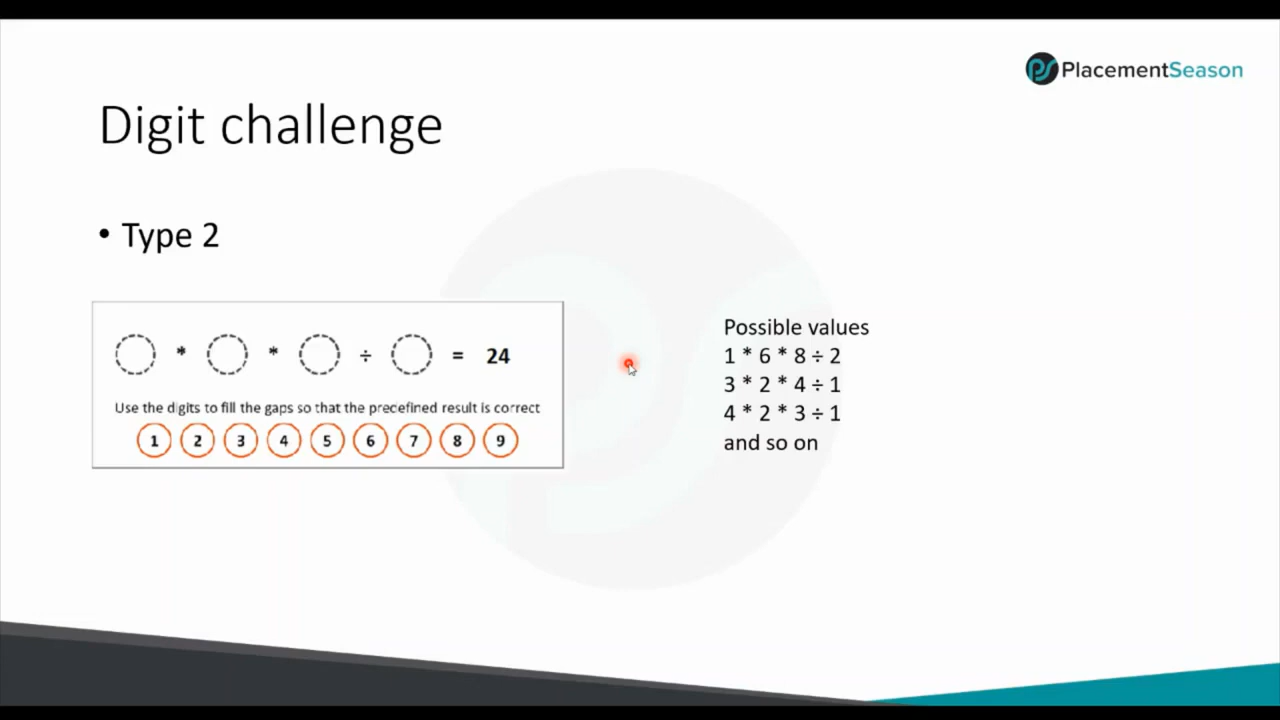 PlacementSeason
Digit challenge
• Type 2
* * ÷ = 24
Use the digits to fill the gaps so that the predefined result is correct
1 2 3 4 5 6 7 8 9
Possible values
1 * 6 * 8 ÷ 2
3 * 2 * 4 ÷ 1
4 * 2 * 3 ÷ 1
and so on